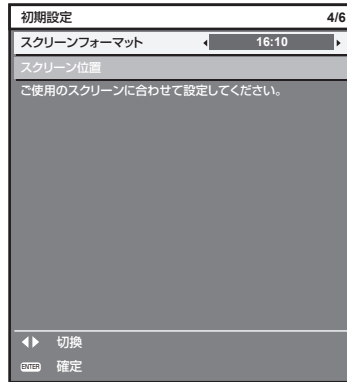 初期設定 4/6
スクリーンフォーマット 16:10
スクリーン位置
ご使用のスクリーンに合わせて設定してください。
切換
ENTER 確定